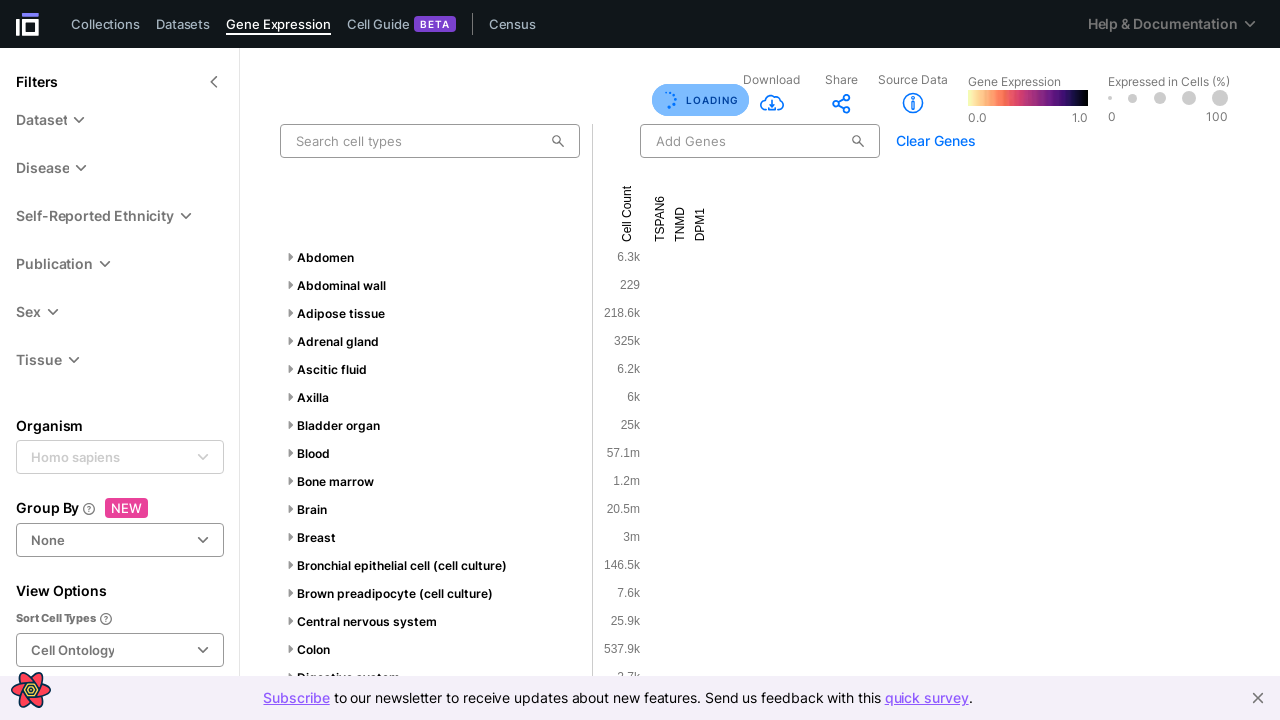 Collections Datasets Gene Expression Cell Guide BETA Census Help & Documentation
Filters
Dataset
Disease
Self-Reported Ethnicity
Publication
Sex
Tissue
Organism
Homo sapiens
Group By NEW
None
View Options
Sort Cell Types
Cell Ontology
LOADING
Download
Share
Source Data
Gene Expression
0.0 1.0
Expressed in Cells (%)
0 100
Search cell types
Add Genes
Clear Genes
Cell Count
TSPAN6
TNMD
DPM1
Abdomen 6.3k
Abdominal wall 229
Adipose tissue 218.6k
Adrenal gland 325k
Ascitic fluid 6.2k
Axilla 6k
Bladder organ 25k
Blood 57.1m
Bone marrow 1.2m
Brain 20.5m
Breast 3m
Bronchial epithelial cell (cell culture) 146.5k
Brown preadipocyte (cell culture) 7.6k
Central nervous system 25.9k
Colon 537.9k
Digestive system
Subscribe to our newsletter to receive updates about new features. Send us feedback with this quick survey.